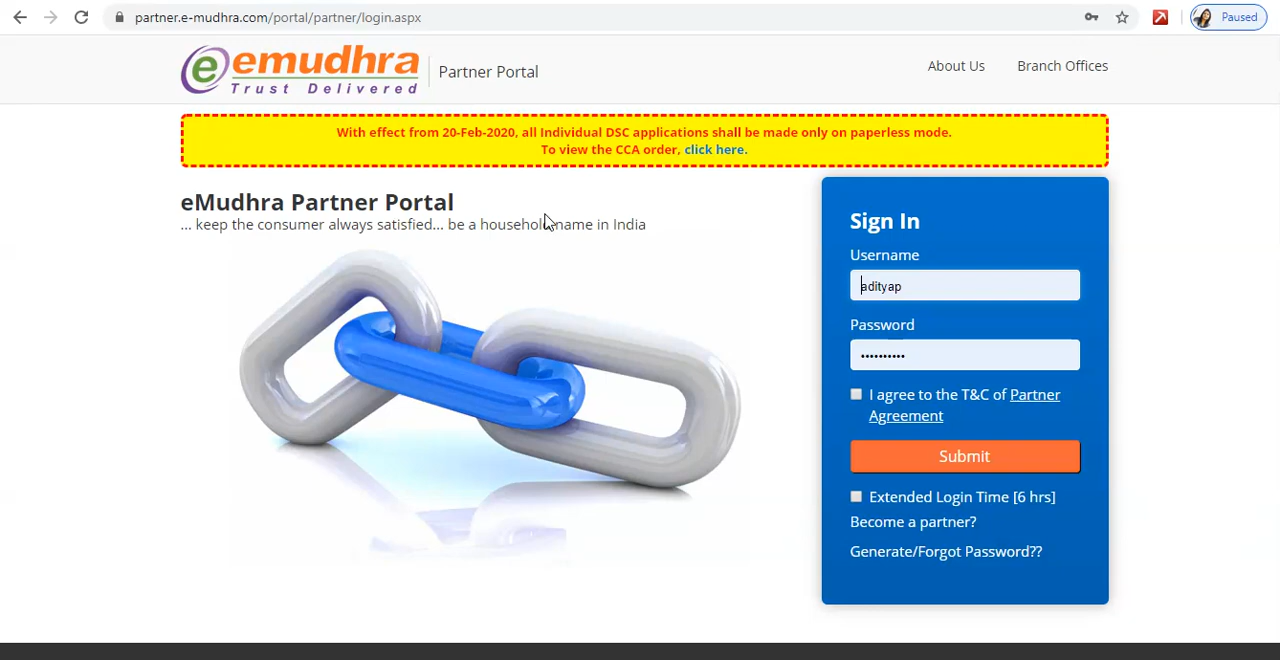 partner.e-mudhra.com/portal/partner/login.aspx
Paused
emudhra
Trust Delivered
Partner Portal
About Us
Branch Offices
With effect from 20-Feb-2020, all Individual DSC applications shall be made only on paperless mode.
To view the CCA order, click here.
eMudhra Partner Portal
... keep the consumer always satisfied... be a household name in India
Sign In
Username
adityap
Password
••••••••••
I agree to the T&C of Partner
Agreement
Submit
Extended Login Time [6 hrs]
Become a partner?
Generate/Forgot Password??